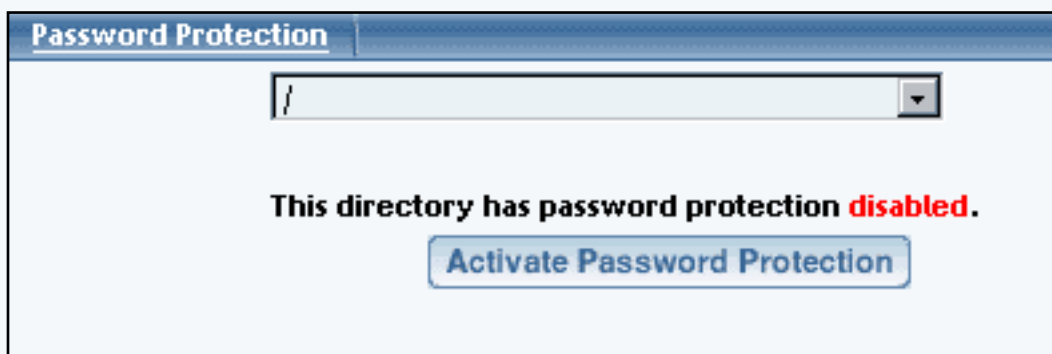 Password Protection
/
This directory has password protection disabled.
Activate Password Protection